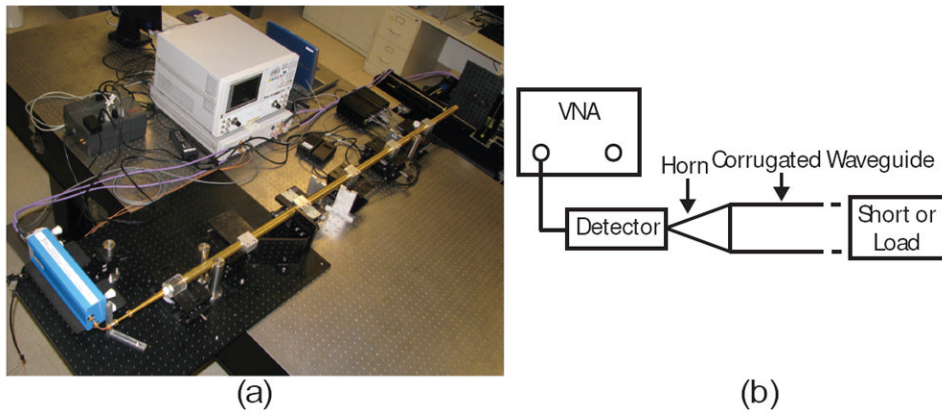 VNA
Horn
Corrugated Waveguide
Detector
Short or
Load
(a)
(b)